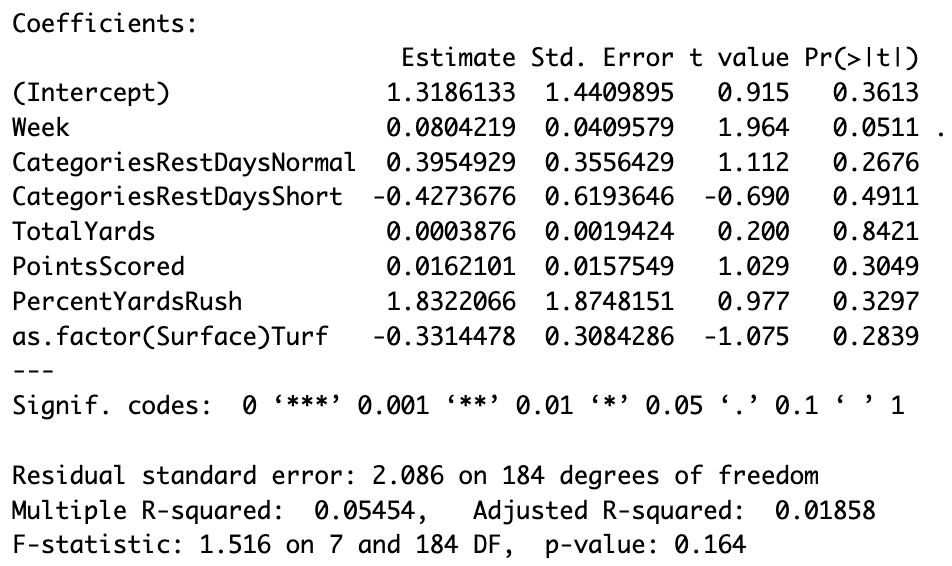 Coefficients:
Estimate Std. Error t value Pr(>|t|)
(Intercept) 1.3186133 1.4409895 0.915 0.3613
Week 0.0804219 0.0409579 1.964 0.0511 .
CategoriesRestDaysNormal 0.3954929 0.3556429 1.112 0.2676
CategoriesRestDaysShort -0.4273676 0.6193646 -0.690 0.4911
TotalYards 0.0003876 0.0019424 0.200 0.8421
PointsScored 0.0162101 0.0157549 1.029 0.3049
PercentYardsRush 1.8322066 1.8748151 0.977 0.3297
as.factor(Surface)Turf -0.3314478 0.3084286 -1.075 0.2839
---
Signif. codes: 0 ‘***’ 0.001 ‘**’ 0.01 ‘*’ 0.05 ‘.’ 0.1 ‘ ’ 1
Residual standard error: 2.086 on 184 degrees of freedom
Multiple R-squared: 0.05454, Adjusted R-squared: 0.01858
F-statistic: 1.516 on 7 and 184 DF, p-value: 0.164